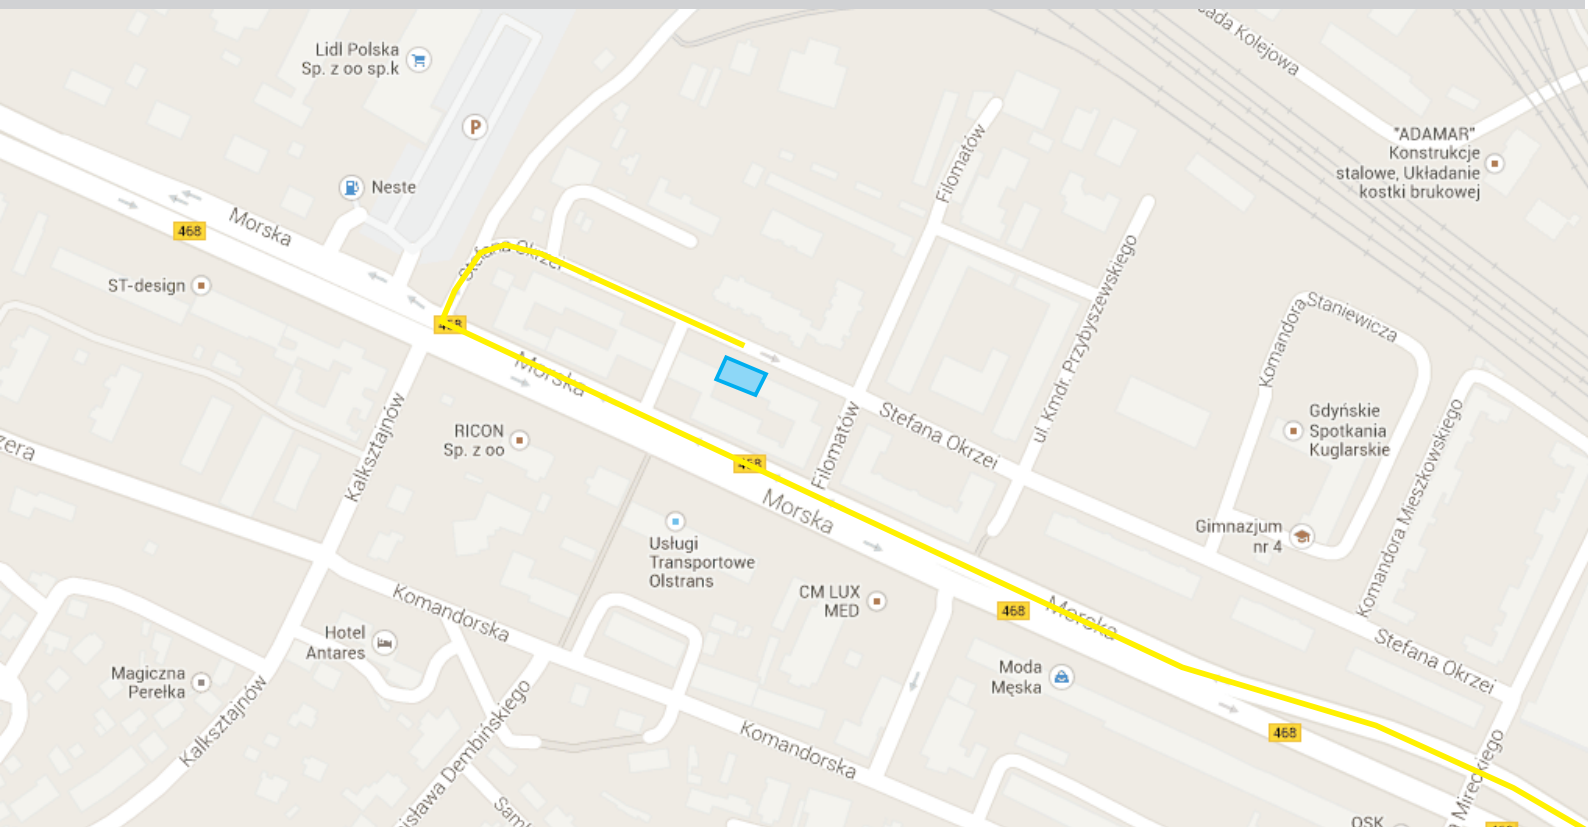 Lidl Polska
Sp. z oo sp.k
P
Neste
Morska
468
ST-design
Stefana Okrzei
468
Morska
RICON
Sp. z oo
Kalksztajnów
468
Morska
Usługi
Transportowe
Olstrans
CM LUX
MED
Filomatów
Filomatów
ul. Kmdr. Przybyszewskiego
Stefana Okrzei
"ADAMAR"
Konstrukcje
stalowe, Układanie
kostki brukowej
Komandora
Staniewicza
Gdyńskie
Spotkania
Kuglarskie
Gimnazjum
nr 4
Komandora Mieszkowskiego
468
Morska
Moda
Męska
Stefana Okrzei
468
Komandorska
Hotel
Antares
Magiczna
Perełka
Kalksztajnów
Komandorska
OSK